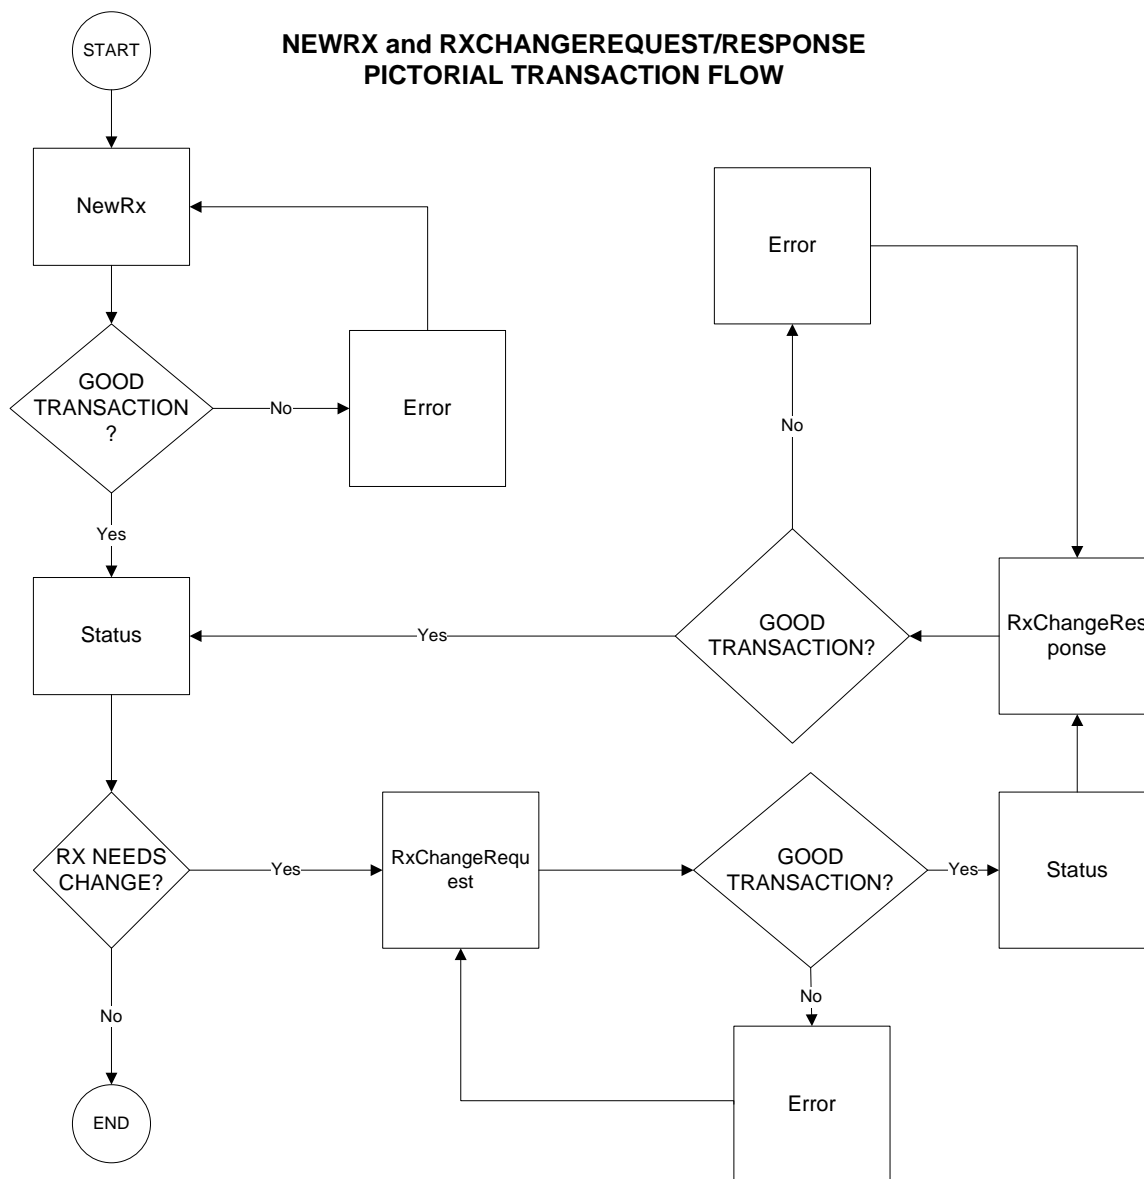 START
NEWRX and RXCHANGEREQUEST/RESPONSE
PICTORIAL TRANSACTION FLOW
NewRx
Error
GOOD
TRANSACTION
?
No
Error
No
Yes
Status
Yes
GOOD
TRANSACTION?
RxChangeRes
ponse
RX NEEDS
CHANGE?
Yes
RxChangeRequ
est
GOOD
TRANSACTION?
Yes
Status
No
No
Error
END